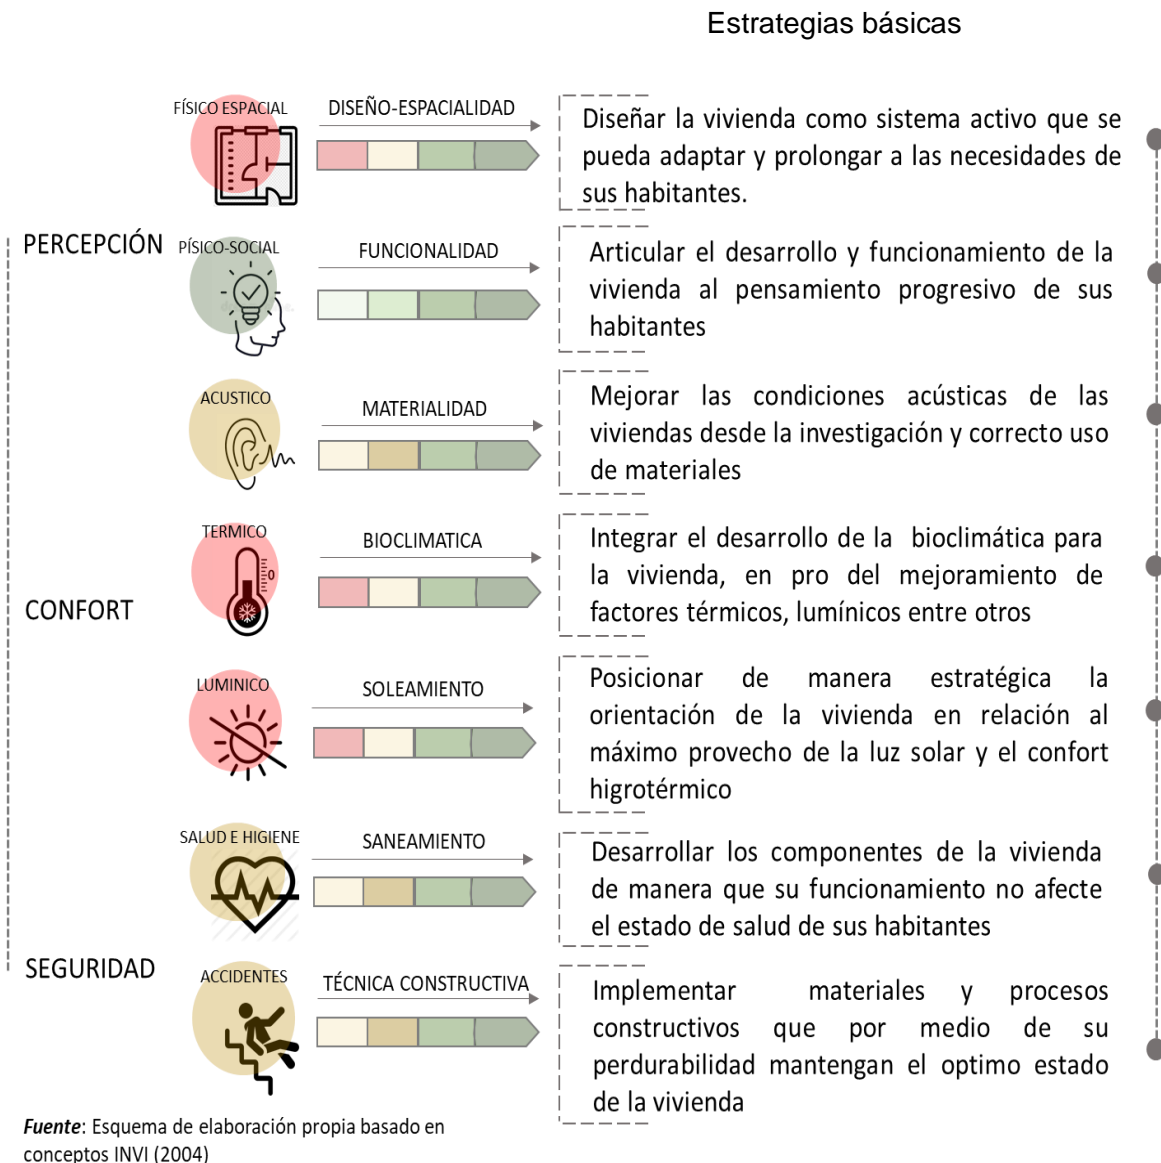 Estrategias básicas
FÍSICO ESPACIAL
DISEÑO-ESPACIALIDAD
Diseñar la vivienda como sistema activo que se
pueda adaptar y prolongar a las necesidades de
sus habitantes.
PERCEPCIÓN
PÍSICO-SOCIAL
FUNCIONALIDAD
Articular el desarrollo y funcionamiento de la
vivienda al pensamiento progresivo de sus
habitantes
ACUSTICO
MATERIALIDAD
Mejorar las condiciones acústicas de las
viviendas desde la investigación y correcto uso
de materiales
TERMICO
0
BIOCLIMATICA
Integrar el desarrollo de la bioclimática para
la vivienda, en pro del mejoramiento de
factores térmicos, lumínicos entre otros
CONFORT
LUMINICO
SOLEAMIENTO
Posicionar de manera estratégica la
orientación de la vivienda en relación al
máximo provecho de la luz solar y el confort
higrotérmico
SALUD E HIGIENE
SANEAMIENTO
Desarrollar los componentes de la vivienda
de manera que su funcionamiento no afecte
el estado de salud de sus habitantes
SEGURIDAD
ACCIDENTES
TÉCNICA CONSTRUCTIVA
Implementar materiales y procesos
constructivos que por medio de su
perdurabilidad mantengan el optimo estado
de la vivienda
Fuente: Esquema de elaboración propia basado en
conceptos INVI (2004)